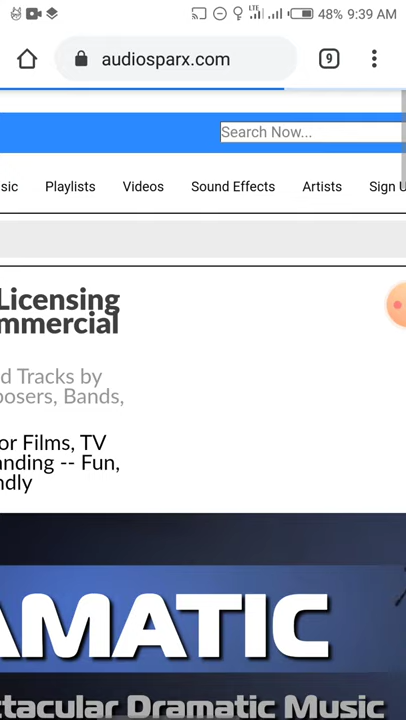 LTE 48% 9:39 AM
audiosparx.com 9
Search Now...
sic Playlists Videos Sound Effects Artists Sign U
Licensing
mmercial
d Tracks by
posers, Bands,
or Films, TV
anding -- Fun,
ndly
AMATIC
ctacular Dramatic Music